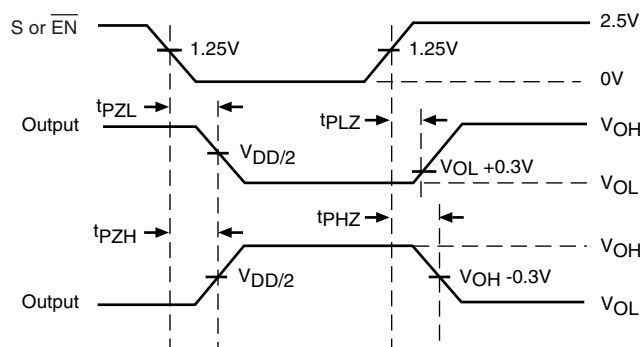 S or EN
1.25V
1.25V
2.5V
0V
tPZL
tPLZ
Output
VOH
VDD/2
VOL +0.3V
VOL
tPZH
tPHZ
VOH
VDD/2
VOH -0.3V
Output
VOL